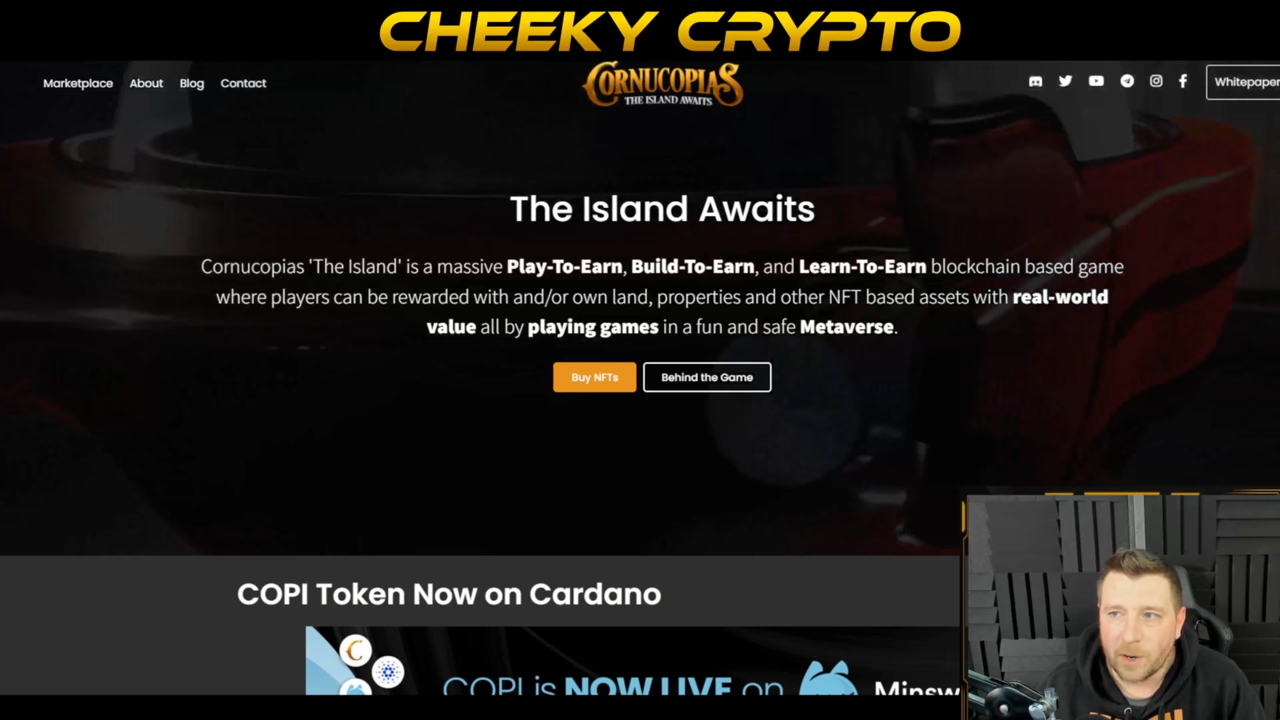 CHEEKY CRYPTO
Marketplace About Blog Contact
CORNUCOPIAS
THE ISLAND AWAITS
Whitepaper
The Island Awaits
Cornucopias 'The Island' is a massive Play-To-Earn, Build-To-Earn, and Learn-To-Earn blockchain based game
where players can be rewarded with and/or own land, properties and other NFT based assets with real-world
value all by playing games in a fun and safe Metaverse.
Buy NFTs Behind the Game
COPI Token Now on Cardano
C
COPI is NOW LIVE on Minsw